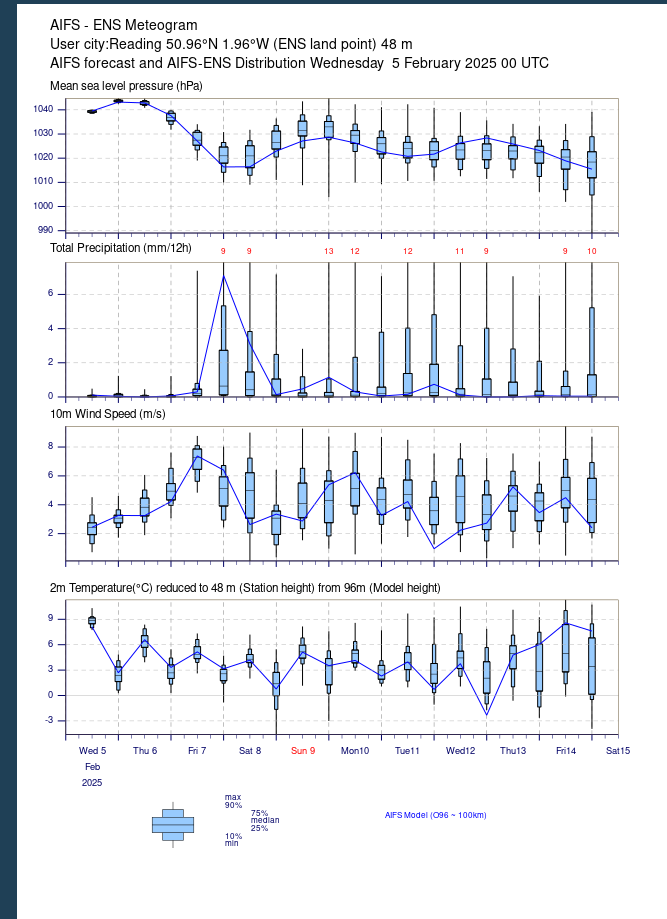 AIFS - ENS Meteogram
User city:Reading 50.96°N 1.96°W (ENS land point) 48 m
AIFS forecast and AIFS-ENS Distribution Wednesday 5 February 2025 00 UTC
Mean sea level pressure (hPa)
1040
1030
1020
1010
1000
990
Total Precipitation (mm/12h)
9 9 13 12 12 11 9 9 10
6
4
2
0
10m Wind Speed (m/s)
8
6
4
2
2m Temperature(°C) reduced to 48 m (Station height) from 96m (Model height)
9
6
3
0
-3
Wed 5 Thu 6 Fri 7 Sat 8 Sun 9 Mon10 Tue11 Wed12 Thu13 Fri14 Sat15
Feb
2025
max
90%
75%
median
25%
10%
min
AIFS Model (O96 ~ 100km)